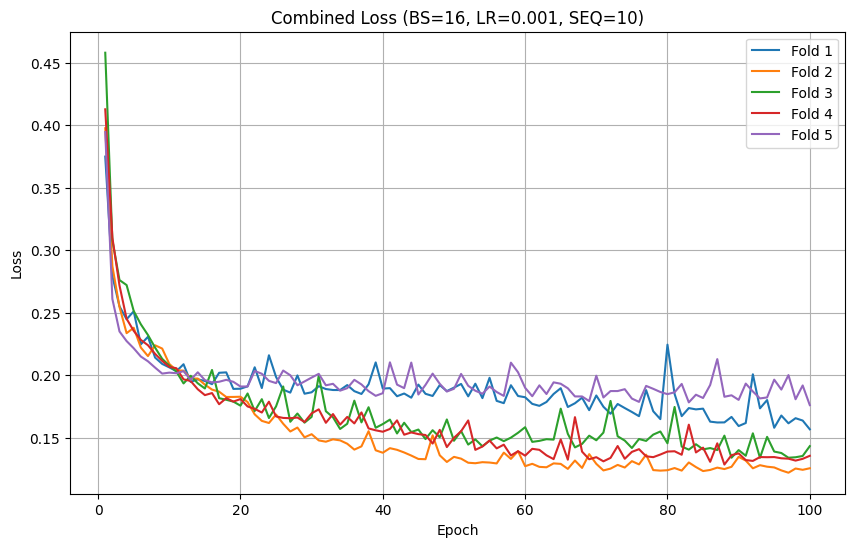 Combined Loss (BS=16, LR=0.001, SEQ=10)
Fold 1
Fold 2
Fold 3
Fold 4
Fold 5
0.45
0.40
0.35
0.30
0.25
0.20
0.15
Loss
0 20 40 60 80 100
Epoch